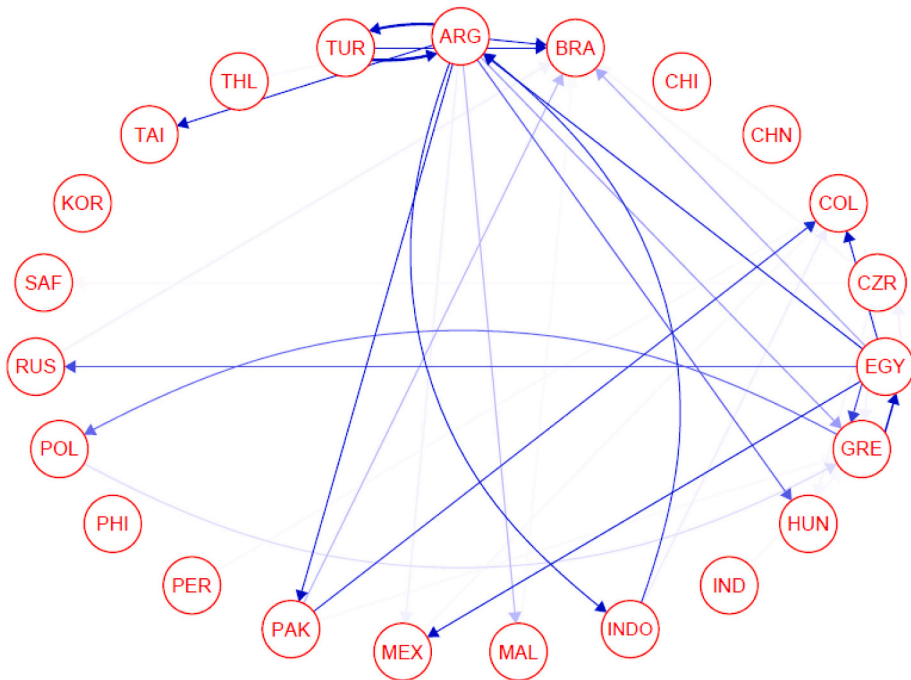 ARG
TUR
BRA
THL
CHI
TAI
CHN
KOR
COL
SAF
CZR
RUS
EGY
POL
GRE
PHI
HUN
PER
IND
PAK
INDO
MEX
MAL